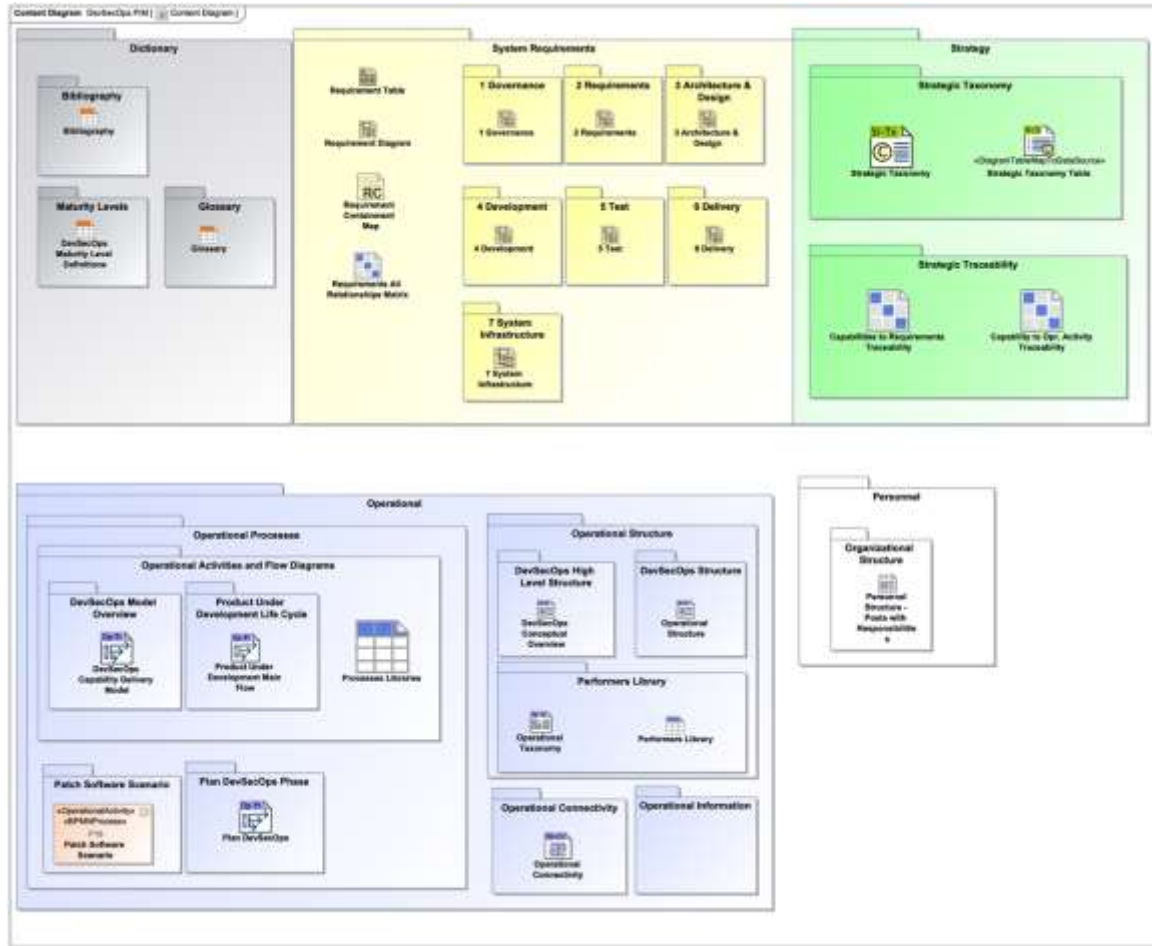 Content Diagram DevSecOps PIM [ Content Diagram ]
Dictionary
Bibliography
Bibliography
Maturity Levels
DevSecOps
Maturity Level
Definitions
Glossary
Glossary
System Requirements
Requirement Table
Requirement Diagram
RC
Requirement
Containment
Map
Requirements All
Relationships Matrix
1 Governance
1 Governance
2 Requirements
2 Requirements
3 Architecture &
Design
3 Architecture &
Design
4 Development
4 Development
5 Test
5 Test
6 Delivery
6 Delivery
7 System
Infrastructure
7 System
Infrastructure
Strategy
Strategic Taxonomy
St-Tx
Strategic Taxonomy
«DiagramTableMapToDataSource»
Strategic Taxonomy Table
Strategic Traceability
Capabilities to Requirements
Traceability
Capability to Opr. Activity
Traceability
Operational
Operational Processes
Operational Activities and Flow Diagrams
DevSecOps Model
Overview
DevSecOps
Capability Delivery
Model
Product Under
Development Life Cycle
Product Under
Development Main
Flow
Processes Libraries
Patch Software Scanario
«OperationalActivity»
«BPMNProcess»
Patch Software
Scanario
Plan DevSecOps Phase
Plan DevSecOps
Operational Structure
DevSecOps High
Level Structure
DevSecOps
Conceptual
Overview
DevSecOps Structure
Operational
Structure
Performers Library
Operational
Taxonomy
Performers Library
Operational Connectivity
Operational
Connectivity
Operational Information
Personnel
Organizational
Structure
Personnel
Structure -
Posts with
Responsibilitie
s